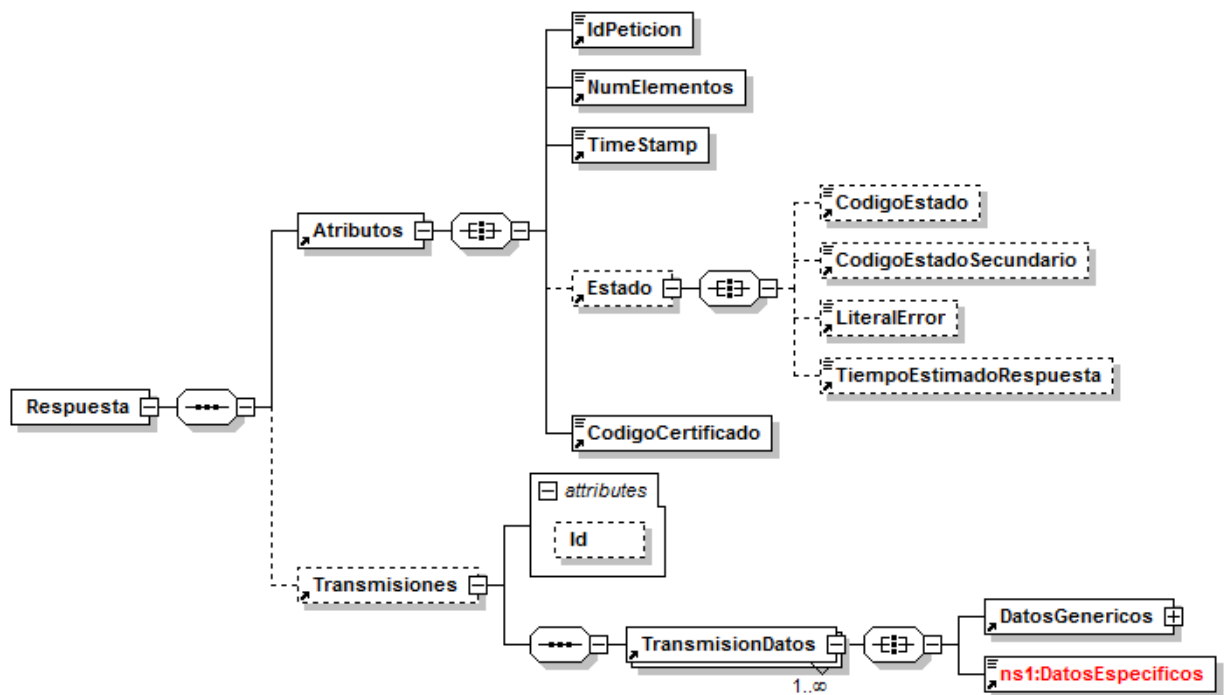 IdPeticion
NumElementos
TimeStamp
CodigoEstado
Atributos
CodigoEstadoSecundario
Estado
LiteralError
TiempoEstimadoRespuesta
Respuesta
CodigoCertificado
attributes
Id
Transmisiones
DatosGenericos
TransmisionDatos
ns1:DatosEspecificos
1..∞